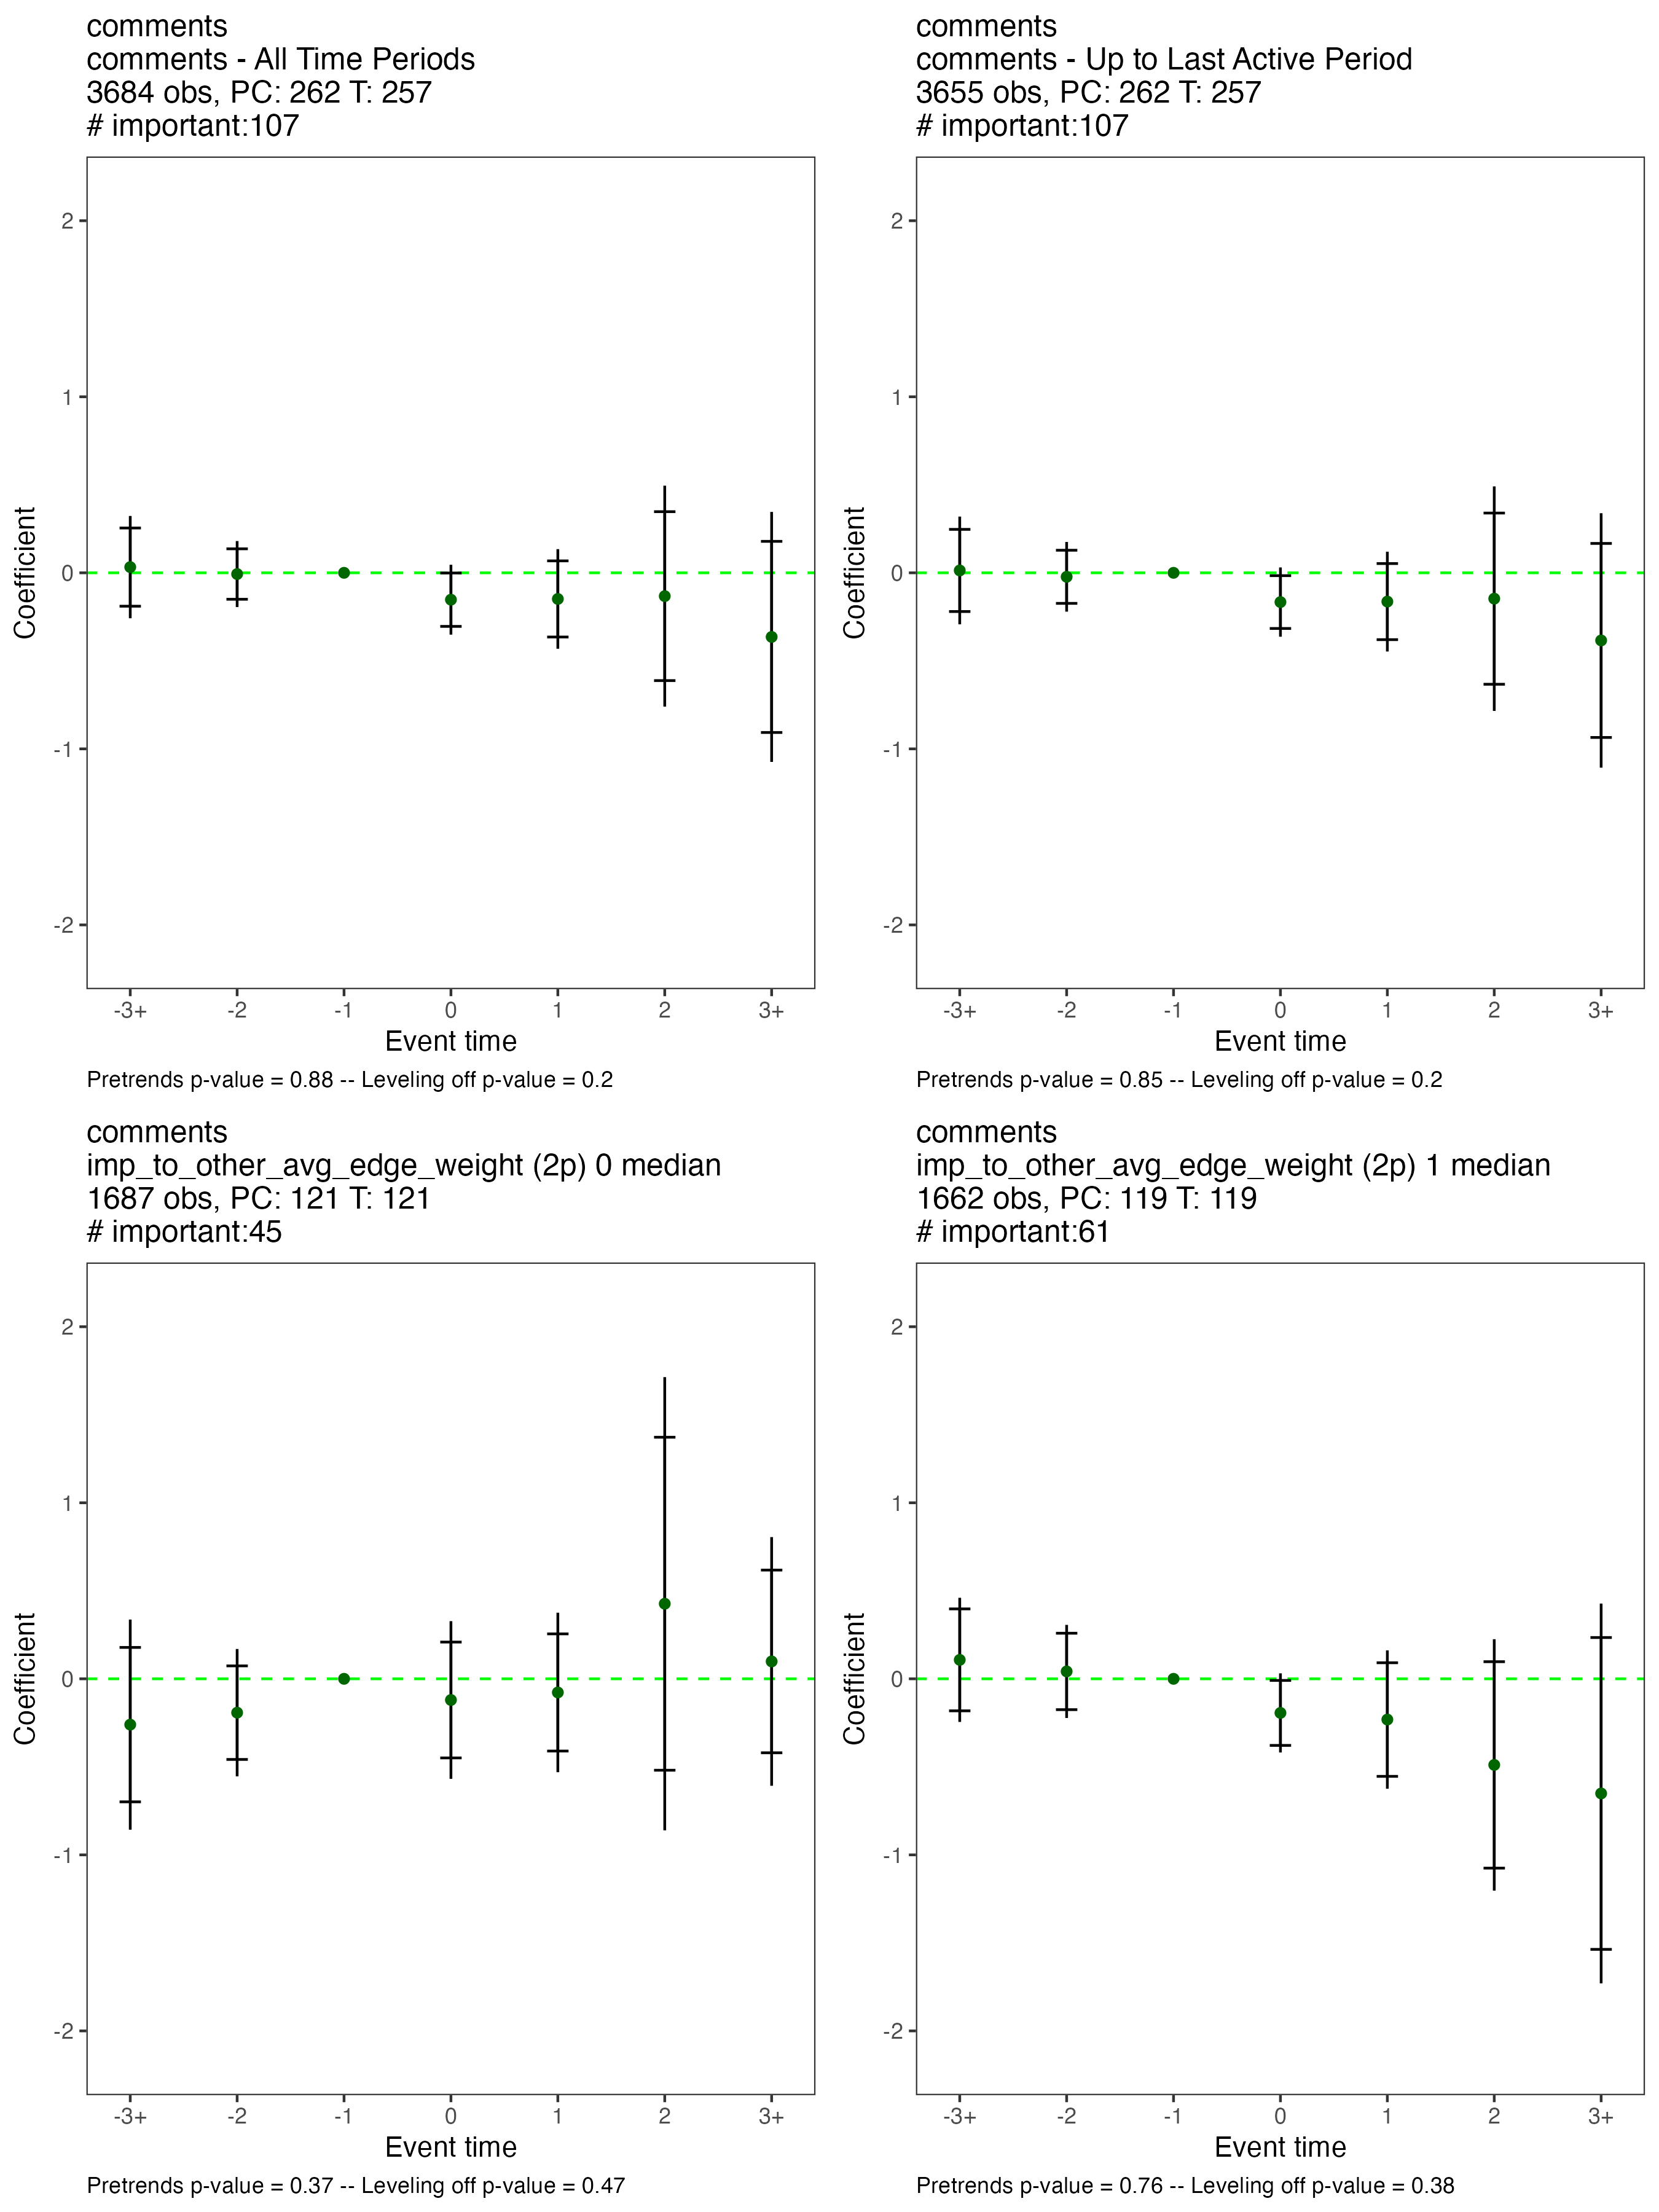 comments
comments - All Time Periods
3684 obs, PC: 262 T: 257
# important:107
2
1
0
-1
-2
Coefficient
-3+ -2 -1 0 1 2 3+
Event time
Pretrends p-value = 0.88 -- Leveling off p-value = 0.2
comments
comments - Up to Last Active Period
3655 obs, PC: 262 T: 257
# important:107
2
1
0
-1
-2
Coefficient
-3+ -2 -1 0 1 2 3+
Event time
Pretrends p-value = 0.85 -- Leveling off p-value = 0.2
comments
imp_to_other_avg_edge_weight (2p) 0 median
1687 obs, PC: 121 T: 121
# important:45
2
1
0
-1
-2
Coefficient
-3+ -2 -1 0 1 2 3+
Event time
Pretrends p-value = 0.37 -- Leveling off p-value = 0.47
comments
imp_to_other_avg_edge_weight (2p) 1 median
1662 obs, PC: 119 T: 119
# important:61
2
1
0
-1
-2
Coefficient
-3+ -2 -1 0 1 2 3+
Event time
Pretrends p-value = 0.76 -- Leveling off p-value = 0.38